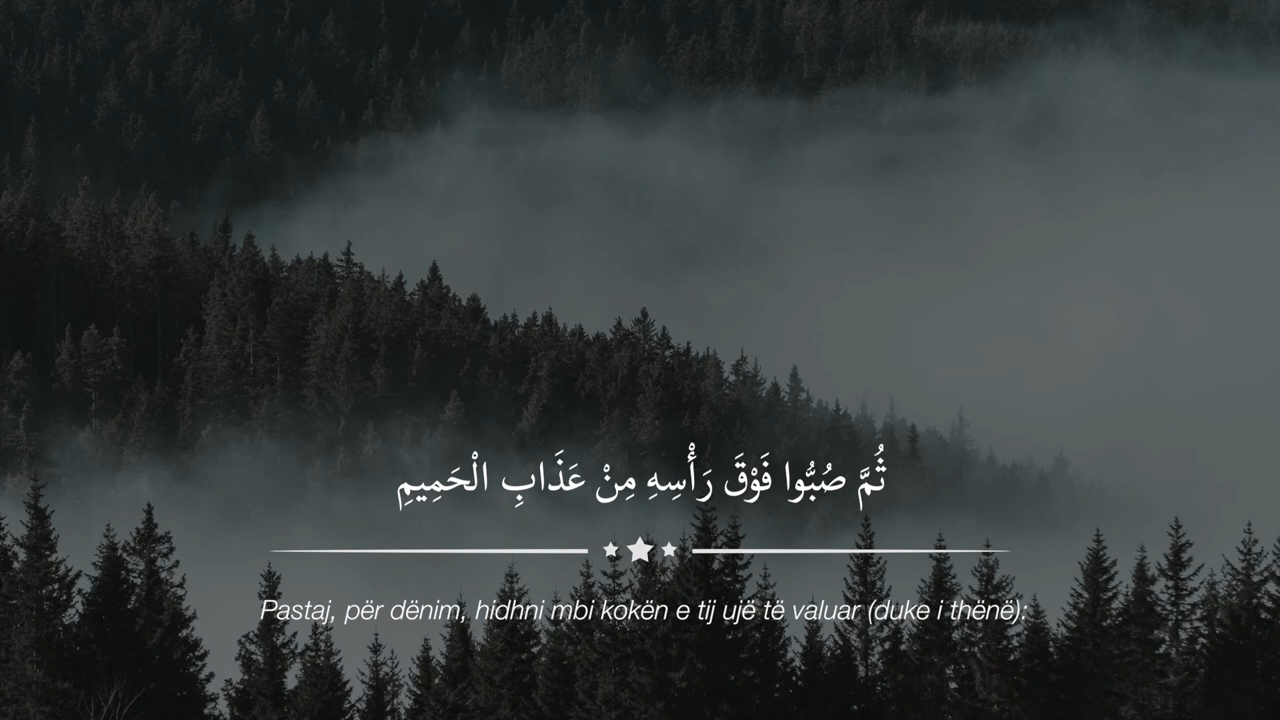 ثُمَّ صُبُّوا فَوْقَ رَأْسِهِ مِنْ عَذَابِ الْحَمِيمِ
Pastaj, për dënim, hidhni mbi kokën e tij ujë të valuar (duke i thënë):